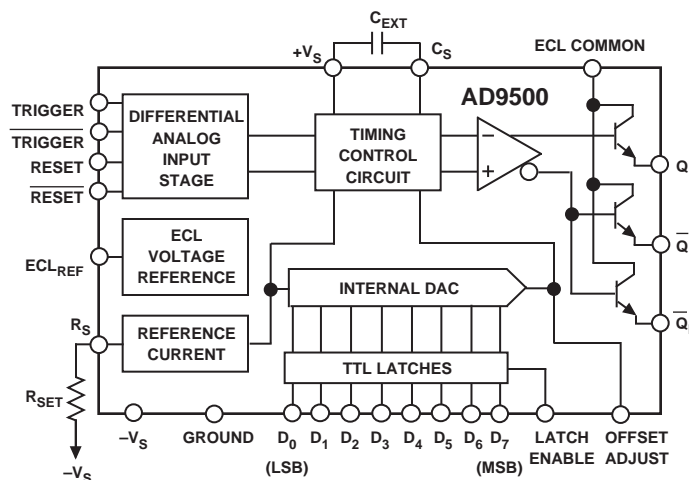 C_EXT
+V_S
C_S
ECL COMMON
AD9500
TRIGGER
T̅R̅I̅G̅G̅E̅R̅
RESET
R̅E̅S̅E̅T̅
DIFFERENTIAL
ANALOG
INPUT
STAGE
TIMING
CONTROL
CIRCUIT
−
+
Q
Q̅
Q̅
ECL_REF
ECL
VOLTAGE
REFERENCE
INTERNAL DAC
R_S
REFERENCE
CURRENT
TTL LATCHES
R_SET
−V_S
−V_S
GROUND
D_0
(LSB)
D_1
D_2
D_3
D_4
D_5
D_6
D_7
(MSB)
LATCH
ENABLE
OFFSET
ADJUST